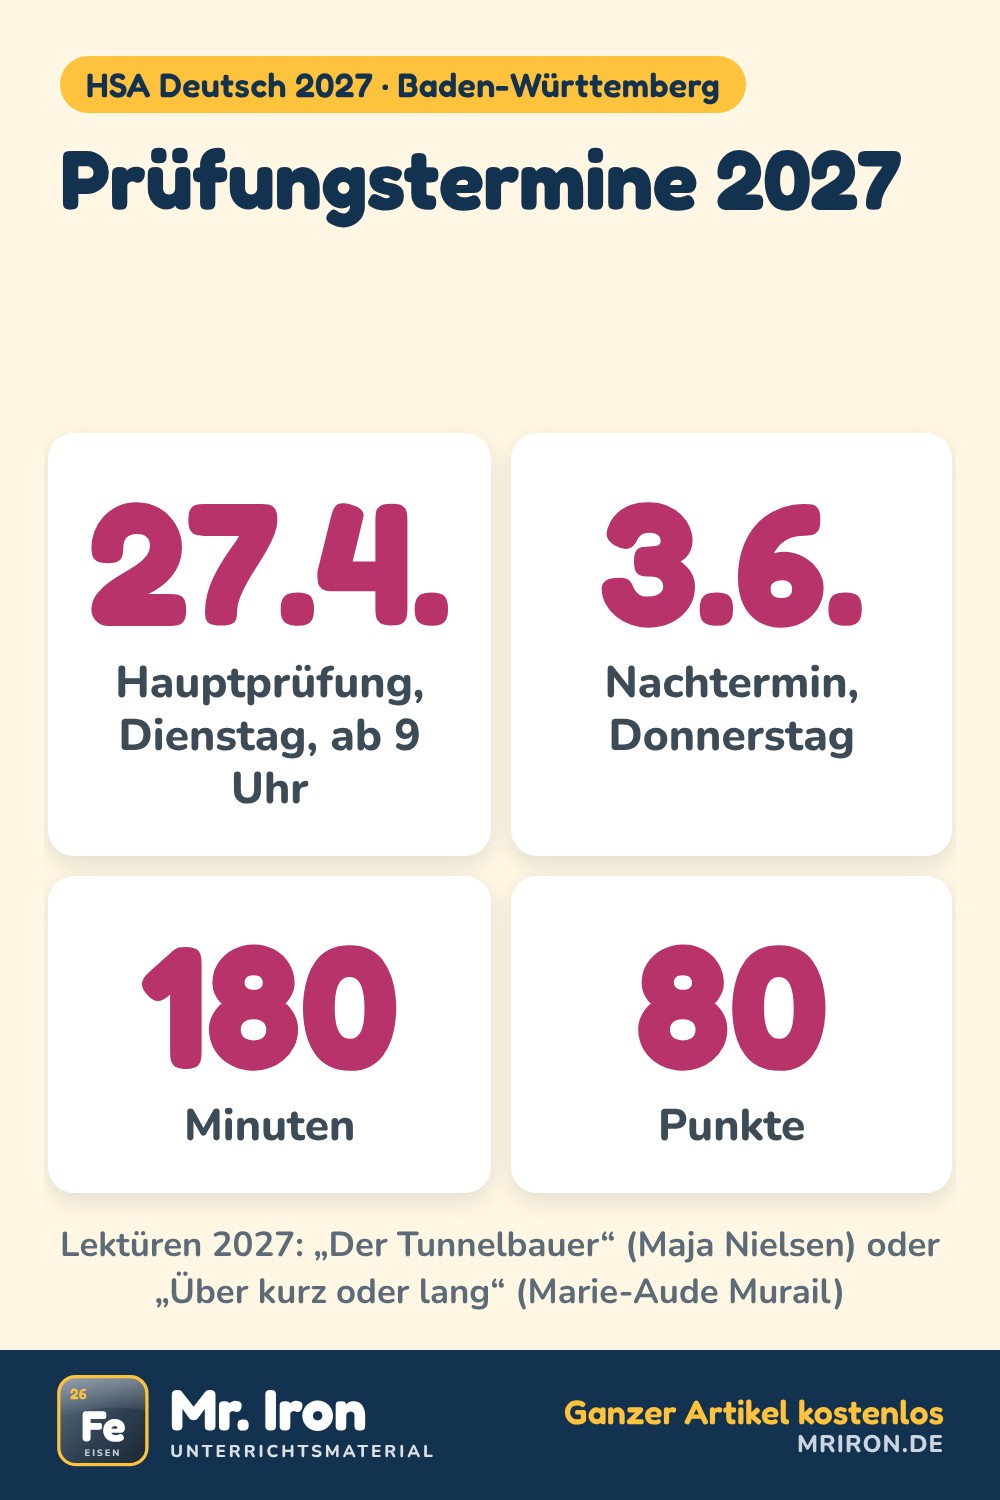 HSA Deutsch 2027 · Baden-Württemberg
Prüfungstermine 2027
27.4.
Hauptprüfung,
Dienstag, ab 9
Uhr
3.6.
Nachtermin,
Donnerstag
180
Minuten
80
Punkte
Lektüren 2027: „Der Tunnelbauer“ (Maja Nielsen) oder
„Über kurz oder lang“ (Marie-Aude Murail)
26
Fe
EISEN
Mr. Iron
UNTERRICHTSMATERIAL
Ganzer Artikel kostenlos
MRIRON.DE